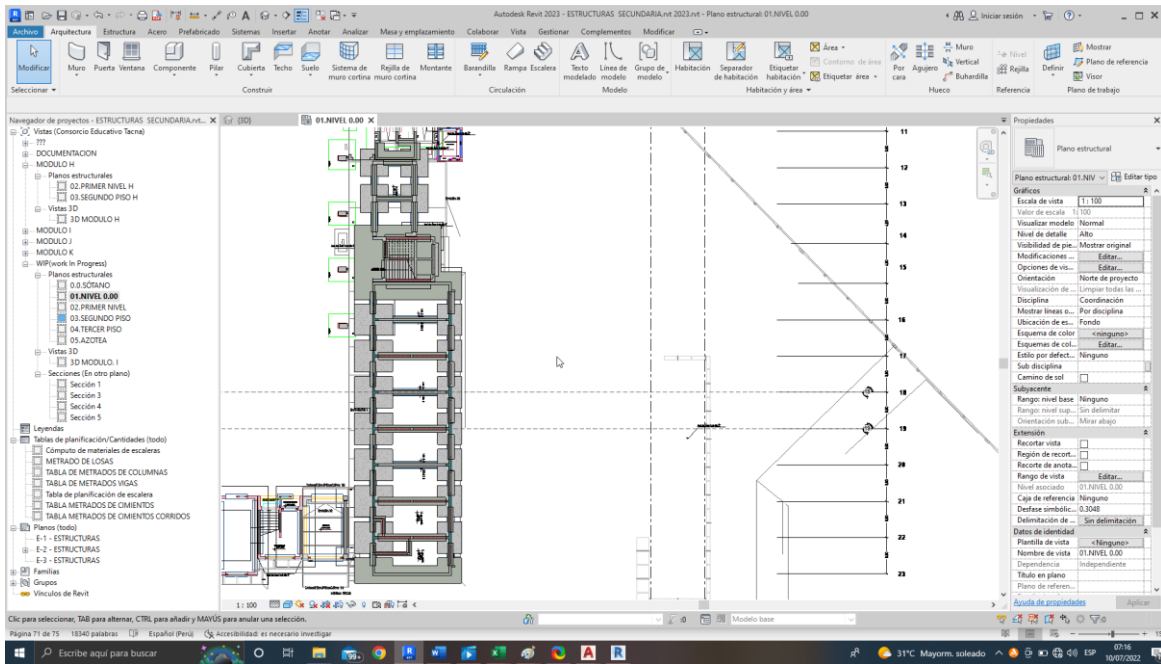 Autodesk Revit 2023 - ESTRUCTURAS SECUNDARIA.rvt 2023.rvt - Plano estructural: 01.NIVEL 0.00
Iniciar sesión
Archivo Arquitectura Estructura Acero Prefabricado Sistemas Insertar Anotar Analizar Masa y emplazamiento Colaborar Vista Gestionar Complementos Modificar
Modificar Muro Puerta Ventana Componente Pilar Cubierta Techo Suelo Sistema de muro cortina Rejilla de muro cortina Montante Barandilla Rampa Escalera Texto modelado Línea de modelo Grupo de modelo Habitación Separador de habitación Etiquetar habitación
Área
Contorno de área
Etiquetar área
Por cara Agujero
Muro
Vertical
Buhardilla
Nivel
Rejilla
Definir
Mostrar
Plano de referencia
Visor
Seleccionar Construir Circulación Modelo Habitación y área Hueco Referencia Plano de trabajo
Navegador de proyectos - ESTRUCTURAS SECUNDARIA.rvt...
Vistas (Consorcio Educativo Tacna)
???
DOCUMENTACION
MODULO H
Planos estructurales
02.PRIMER NIVEL H
03.SEGUNDO PISO H
Vistas 3D
3D MODULO H
MODULO I
MODULO J
MODULO K
WIP(work In Progress)
Planos estructurales
0.0.SÓTANO
01.NIVEL 0.00
02.PRIMER NIVEL
03.SEGUNDO PISO
04.TERCER PISO
05.AZOTEA
Vistas 3D
3D MODULO. I
Secciones (En otro plano)
Sección 1
Sección 3
Sección 4
Sección 5
Leyendas
Tablas de planificación/Cantidades (todo)
Cómputo de materiales de escaleras
METRADO DE LOSAS
TABLA DE METRADOS DE COLUMNAS
TABLA DE METRADOS VIGAS
Tabla de planificación de escalera
TABLA METRADOS DE CIMIENTOS
TABLA METRADOS DE CIMIENTOS CORRIDOS
Planos (todo)
E-1 - ESTRUCTURAS
E-2 - ESTRUCTURAS
E-3 - ESTRUCTURAS
Familias
Grupos
Vínculos de Revit
{3D}
01.NIVEL 0.00
11
12
13
14
15
16
17
18
19
20
21
22
23
1 : 100
Propiedades
Plano estructural
Plano estructural: 01.NIV Editar tipo
Gráficos
Escala de vista 1 : 100
Valor de escala 1: 100
Visualizar modelo Normal
Nivel de detalle Alto
Visibilidad de pie... Mostrar original
Modificaciones ... Editar...
Opciones de vis... Editar...
Orientación Norte de proyecto
Visualización de ... Limpiar todas las ...
Disciplina Coordinación
Mostrar líneas o... Por disciplina
Ubicación de es... Fondo
Esquema de color <ninguno>
Esquemas de col... Editar...
Estilo por defect... Ninguno
Sub disciplina
Camino de sol
Subyacente
Rango: nivel base Ninguno
Rango: nivel sup... Sin delimitar
Orientación sub... Mirar abajo
Extensión
Recortar vista
Región de recort...
Recorte de anota...
Rango de vista Editar...
Nivel asociado 01.NIVEL 0.00
Caja de referencia Ninguno
Desfase simbólic... 0.3048
Delimitación de ... Sin delimitación
Datos de identidad
Plantilla de vista <Ninguno>
Nombre de vista 01.NIVEL 0.00
Dependencia Independiente
Título en plano
Plano de referen...
Ayuda de propiedades Aplicar
Clic para seleccionar, TAB para alternar, CTRL para añadir y MAYÚS para anular una selección.
:0
Modelo base
:0
Página 71 de 75 18340 palabras Español (Perú) Accesibilidad: es necesario investigar
Escribe aquí para buscar
31°C Mayorm. soleado
ESP
07:16
10/07/2022